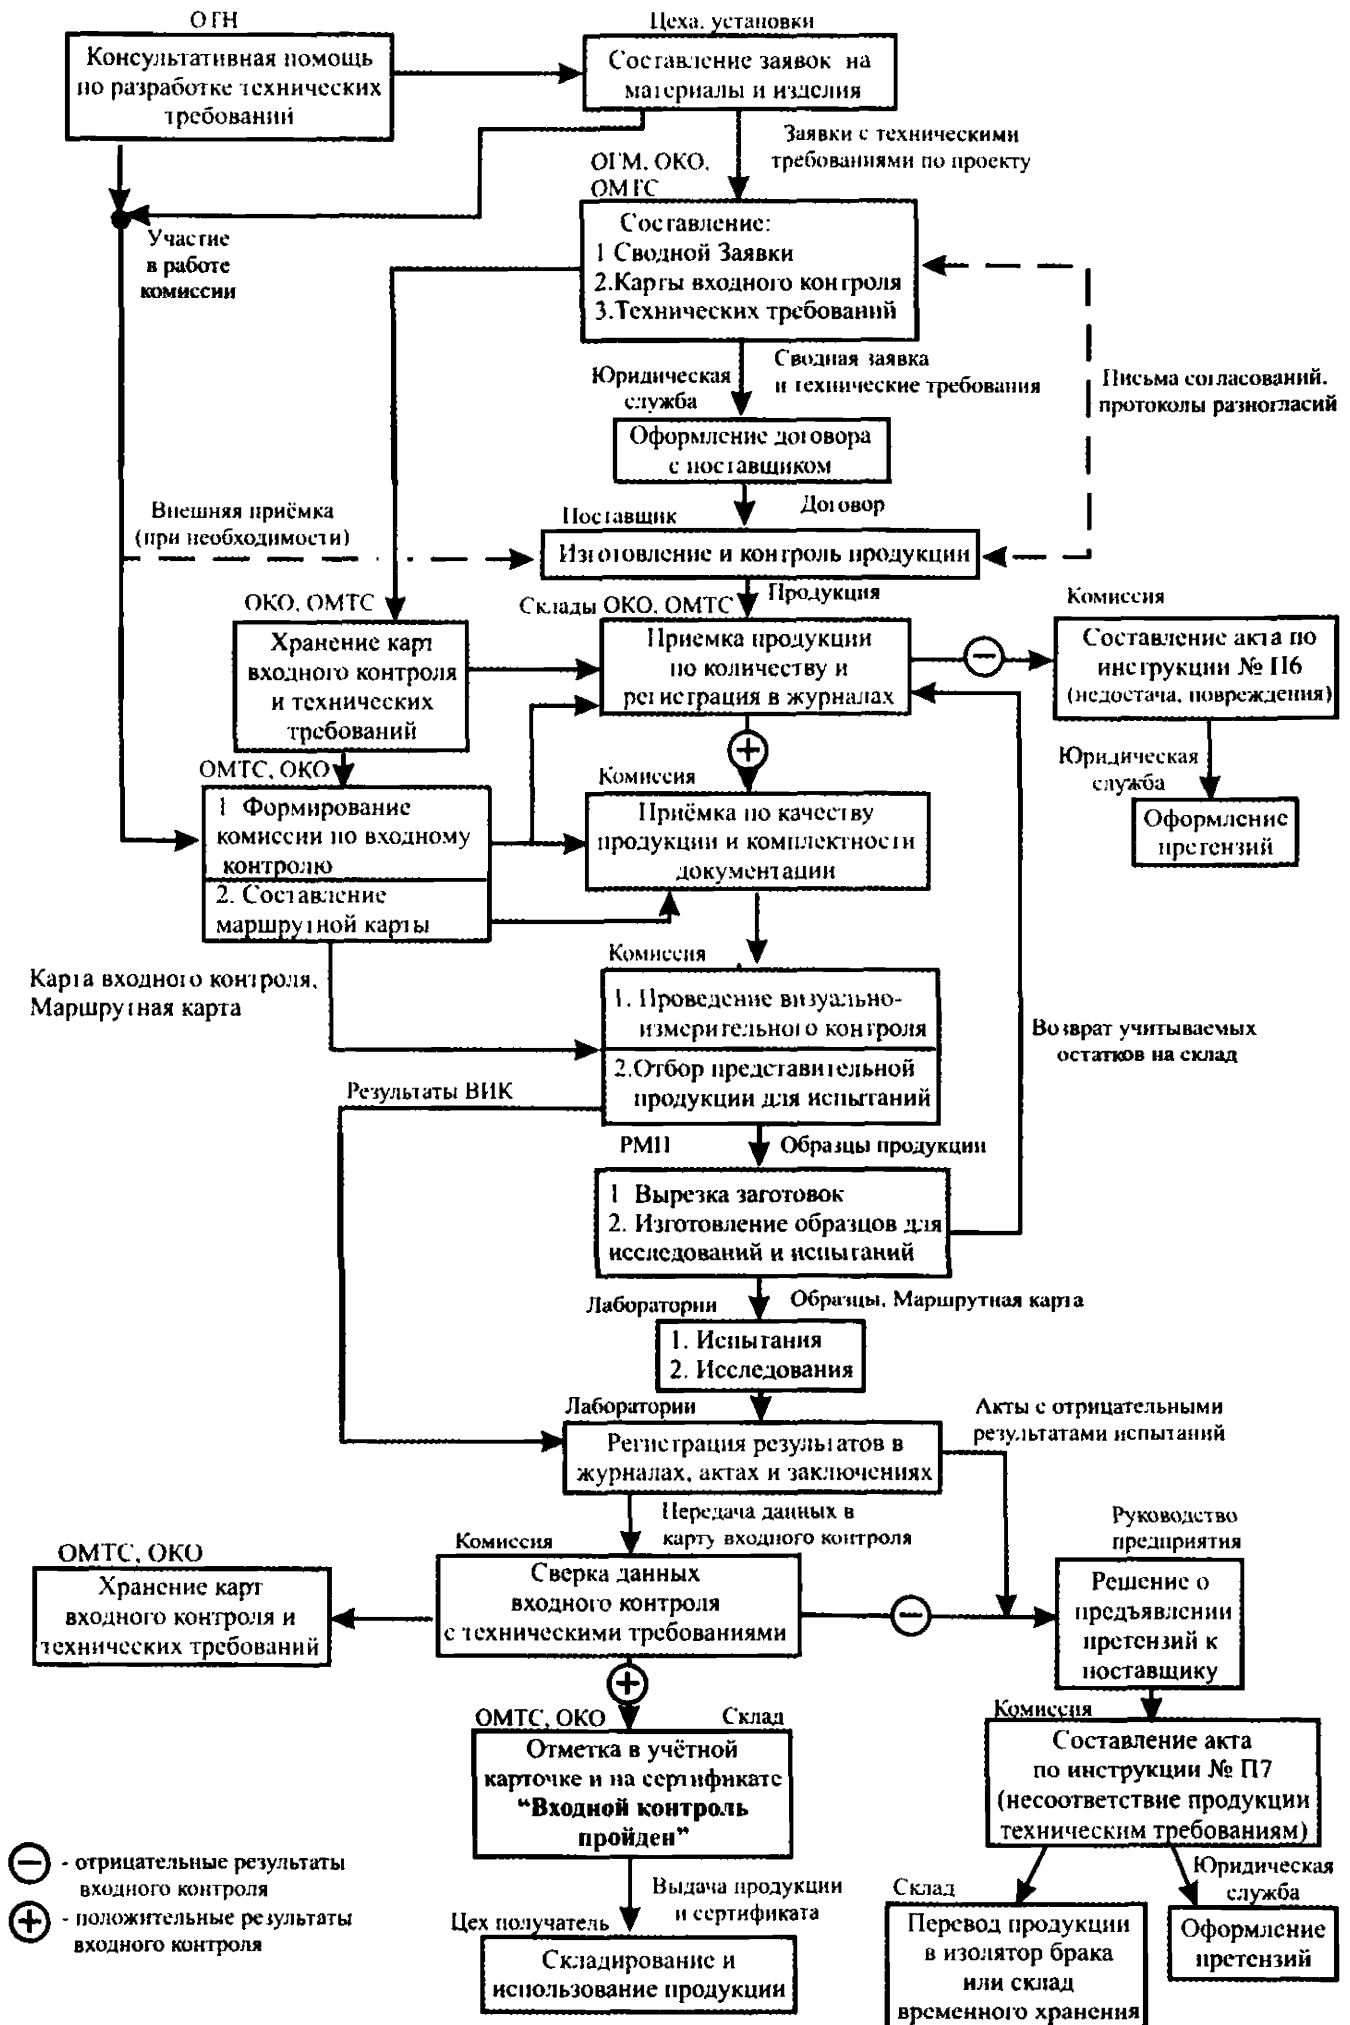 ОГН
Консультативная помощь
по разработке технических
требований
Цеха, установки
Составление заявок на
материалы и изделия
Заявки с техническими
требованиями по проекту
ОГМ, ОКО,
ОМТС
Составление:
1 Сводной Заявки
2.Карты входного контроля
3.Технических требований
Участие
в работе
комиссии
Сводная заявка
и технические требования
Юридическая
служба
Письма согласований,
протоколы разногласий
Оформление договора
с поставщиком
Договор
Внешняя приёмка
(при необходимости)
Поставщик
Изготовление и контроль продукции
Продукция
ОКО, ОМТС
Хранение карт
входного контроля
и технических
требований
Склады ОКО, ОМТС
Приемка продукции
по количеству и
регистрация в журналах
−
Комиссия
Составление акта по
инструкции № П6
(недостача, повреждения)
Юридическая
служба
Оформление
претензий
+
ОМТС, ОКО
1 Формирование
комиссии по входному
контролю
2. Составление
маршрутной карты
Комиссия
Приёмка по качеству
продукции и комплектности
документации
Карта входного контроля,
Маршрутная карта
Комиссия
1. Проведение визуально-
измерительного контроля
2.Отбор представительной
продукции для испытаний
Возврат учитываемых
остатков на склад
Результаты ВИК
РМЦ
Образцы продукции
1 Вырезка заготовок
2. Изготовление образцов для
исследований и испытаний
Лаборатории
Образцы, Маршрутная карта
1. Испытания
2. Исследования
Лаборатории
Регистрация результатов в
журналах, актах и заключениях
Акты с отрицательными
результатами испытаний
Передача данных в
карту входного контроля
Комиссия
Сверка данных
входного контроля
с техническими требованиями
ОМТС, ОКО
Хранение карт
входного контроля и
технических требований
−
Руководство
предприятия
Решение о
предъявлении
претензий к
поставщику
+
ОМТС, ОКО Склад
Отметка в учётной
карточке и на сертификате
“Входной контроль
пройден”
Комиссия
Составление акта
по инструкции № П7
(несоответствие продукции
техническим требованиям)
− - отрицательные результаты
входного контроля
+ - положительные результаты
входного контроля
Выдача продукции
и сертификата
Цех получатель
Складирование и
использование продукции
Склад
Перевод продукции
в изолятор брака
или склад
временного хранения
Юридическая
служба
Оформление
претензий